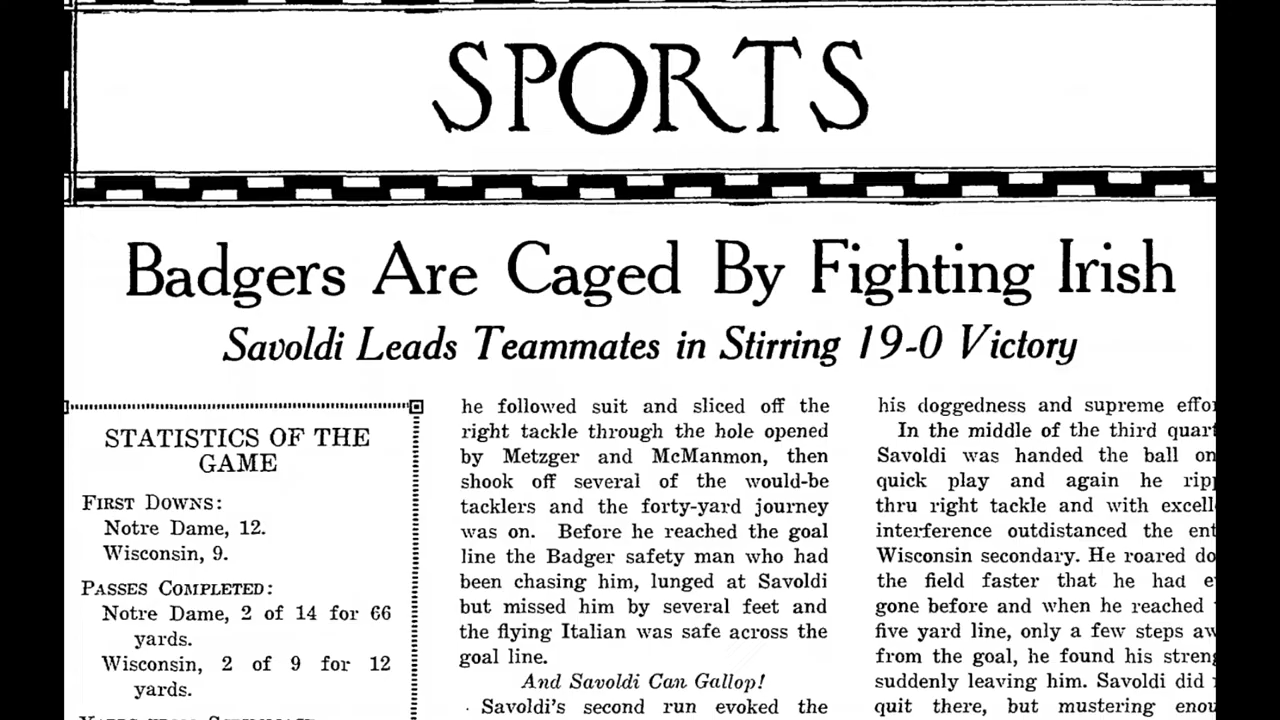 SPORTS
Badgers Are Caged By Fighting Irish
Savoldi Leads Teammates in Stirring 19-0 Victory
STATISTICS OF THE
GAME
FIRST DOWNS:
Notre Dame, 12.
Wisconsin, 9.
PASSES COMPLETED:
Notre Dame, 2 of 14 for 66
yards.
Wisconsin, 2 of 9 for 12
yards.
he followed suit and sliced off the
right tackle through the hole opened
by Metzger and McManmon, then
shook off several of the would-be
tacklers and the forty-yard journey
was on. Before he reached the goal
line the Badger safety man who had
been chasing him, lunged at Savoldi
but missed him by several feet and
the flying Italian was safe across the
goal line.
And Savoldi Can Gallop!
Savoldi's second run evoked the
his doggedness and supreme
In the middle of the third
Savoldi was handed the ball on
quick play and again he
thru right tackle and with
interference outdistanced the
Wisconsin secondary. He roared
the field faster that he had
gone before and when he reached
five yard line, only a few steps
from the goal, he found his
suddenly leaving him. Savoldi did
quit there, but mustering